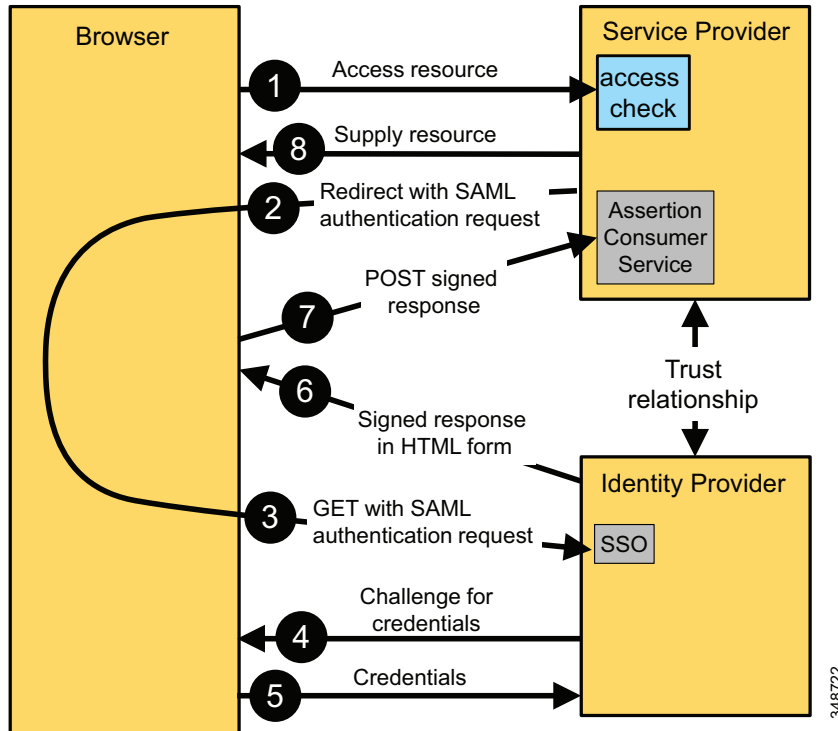 Browser
Service Provider
1
Access resource
access
check
8
Supply resource
2
Redirect with SAML
authentication request
Assertion
Consumer
Service
7
POST signed
response
Trust
relationship
6
Signed response
in HTML form
Identity Provider
3
GET with SAML
authentication request
SSO
4
Challenge for
credentials
5
Credentials
348722